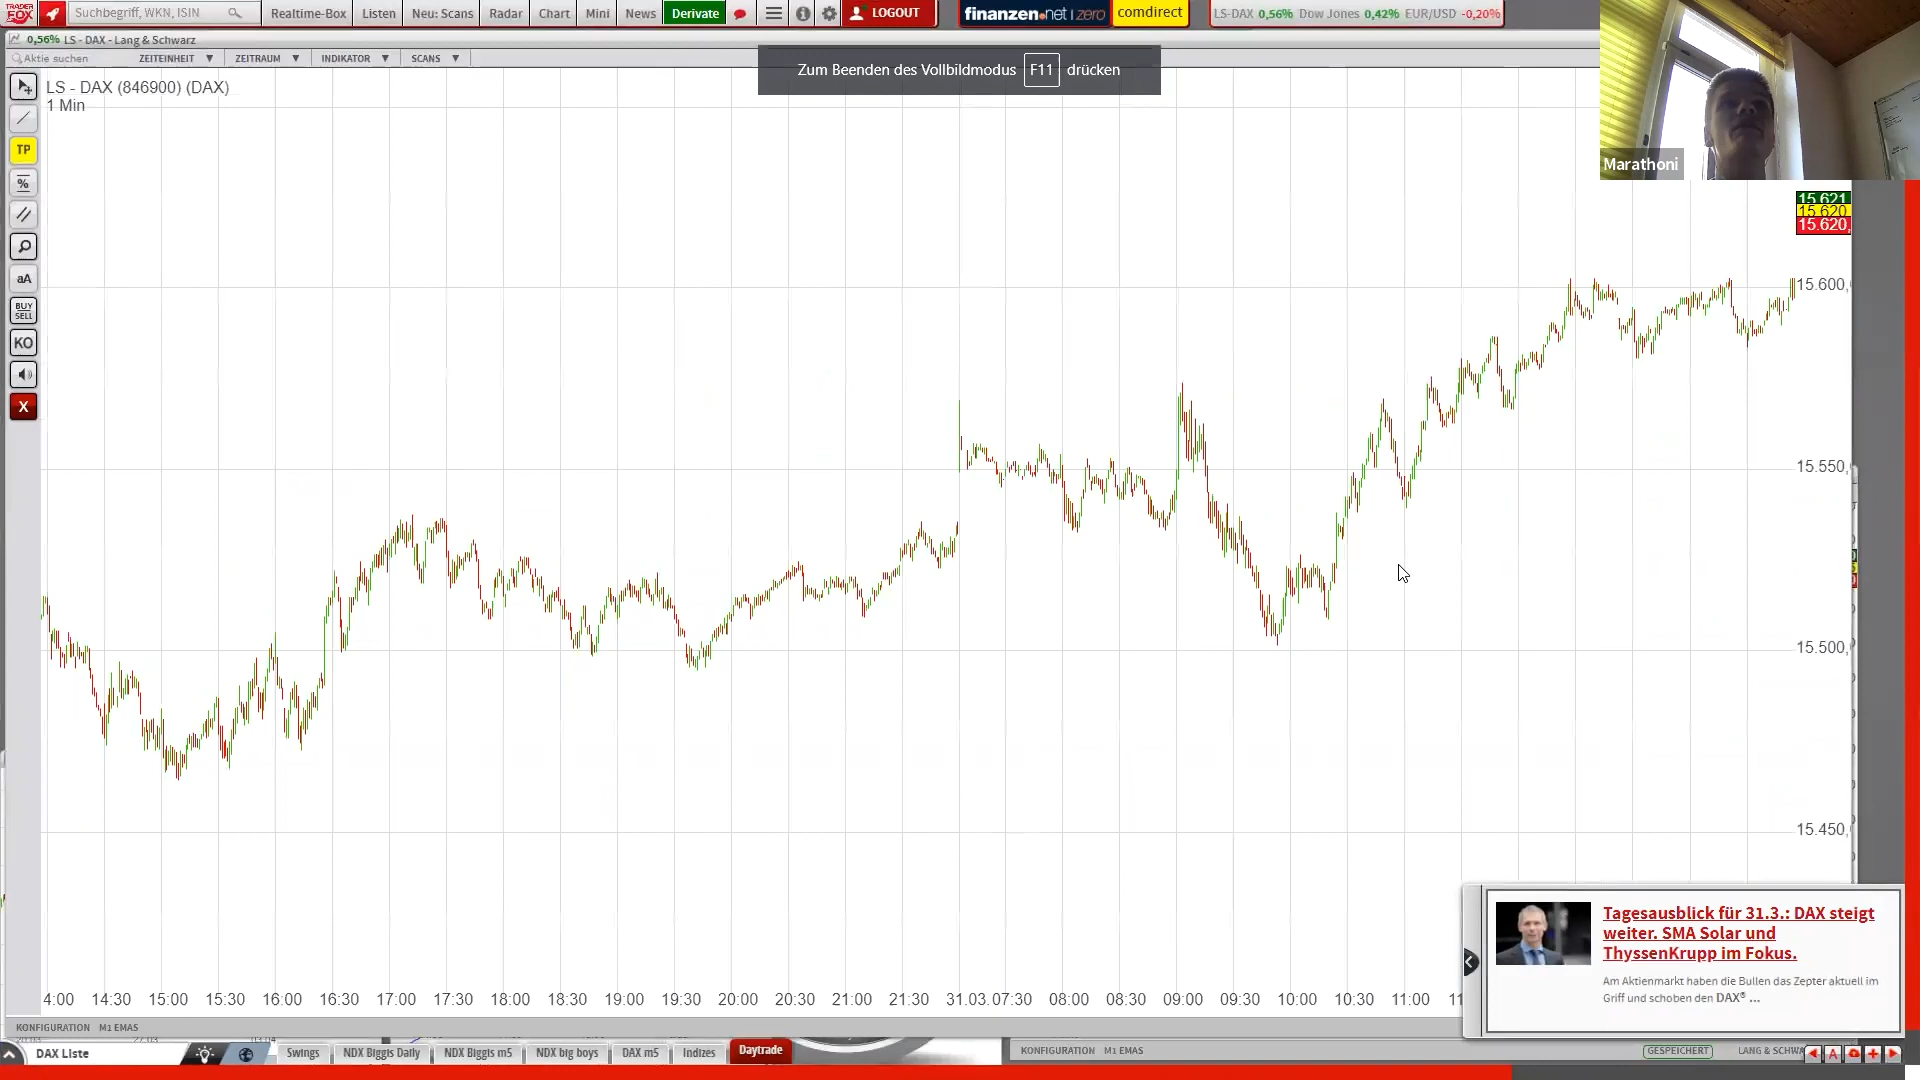 TRADER FOX
Suchbegriff, WKN, ISIN
Realtime-Box
Listen
Neu: Scans
Radar
Chart
Mini
News
Derivate
LOGOUT
finanzen.net | zero
comdirect
LS-DAX 0,56% Dow Jones 0,42% EUR/USD -0,20%
0,56% LS - DAX - Lang & Schwarz
Aktie suchen
ZEITEINHEIT
ZEITRAUM
INDIKATOR
SCANS
Zum Beenden des Vollbildmodus F11 drücken
LS - DAX (846900) (DAX)
1 Min
TP
%
aA
BUY
SELL
KO
X
Marathoni
15.621
15.620
15.620,
15.600,
15.550,
15.500,
15.450,
Tagesausblick für 31.3.: DAX steigt
weiter. SMA Solar und
ThyssenKrupp im Fokus.
Am Aktienmarkt haben die Bullen das Zepter aktuell im
Griff und schoben den DAX® ...
4:00 14:30 15:00 15:30 16:00 16:30 17:00 17:30 18:00 18:30 19:00 19:30 20:00 20:30 21:00 21:30 31.03. 07:30 08:00 08:30 09:00 09:30 10:00 10:30 11:00
KONFIGURATION M1 EMAS
DAX Liste
Swings
NDX Biggis Daily
NDX Biggis m5
NDX big boys
DAX m5
Indizes
Daytrade
KONFIGURATION M1 EMAS
GESPEICHERT
LANG & SCHWA
A